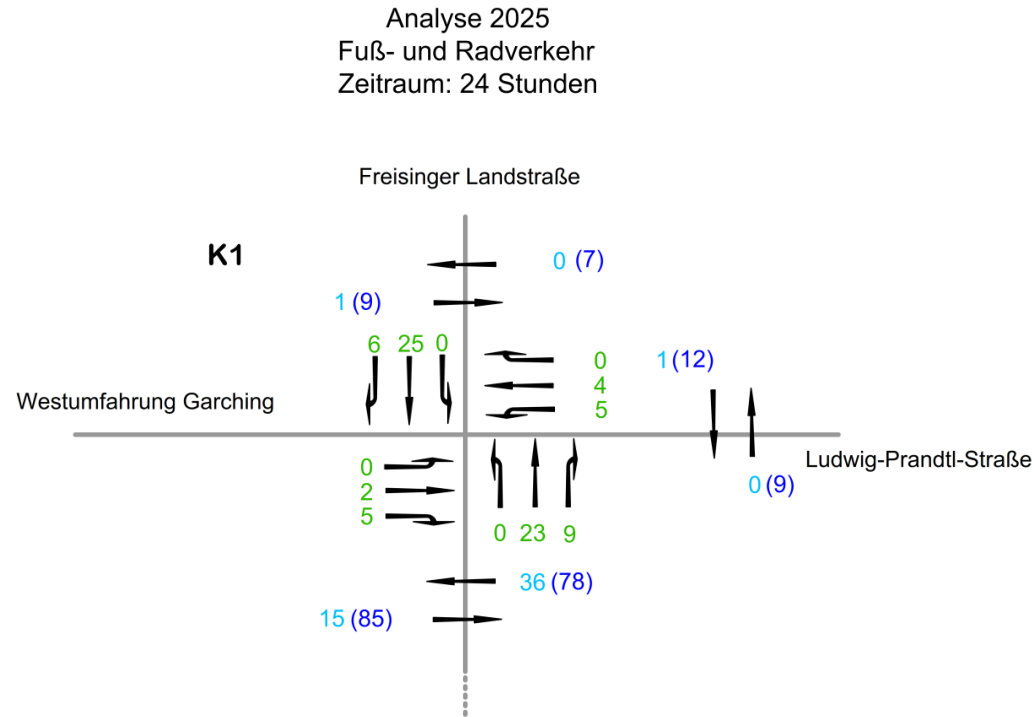 Analyse 2025
Fuß- und Radverkehr
Zeitraum: 24 Stunden
Freisinger Landstraße
K1
0 (7)
1 (9)
6 25 0
0
1 (12)
4
Westumfahrung Garching
5
Ludwig-Prandtl-Straße
0
2
0 (9)
5
0 23 9
36 (78)
15 (85)